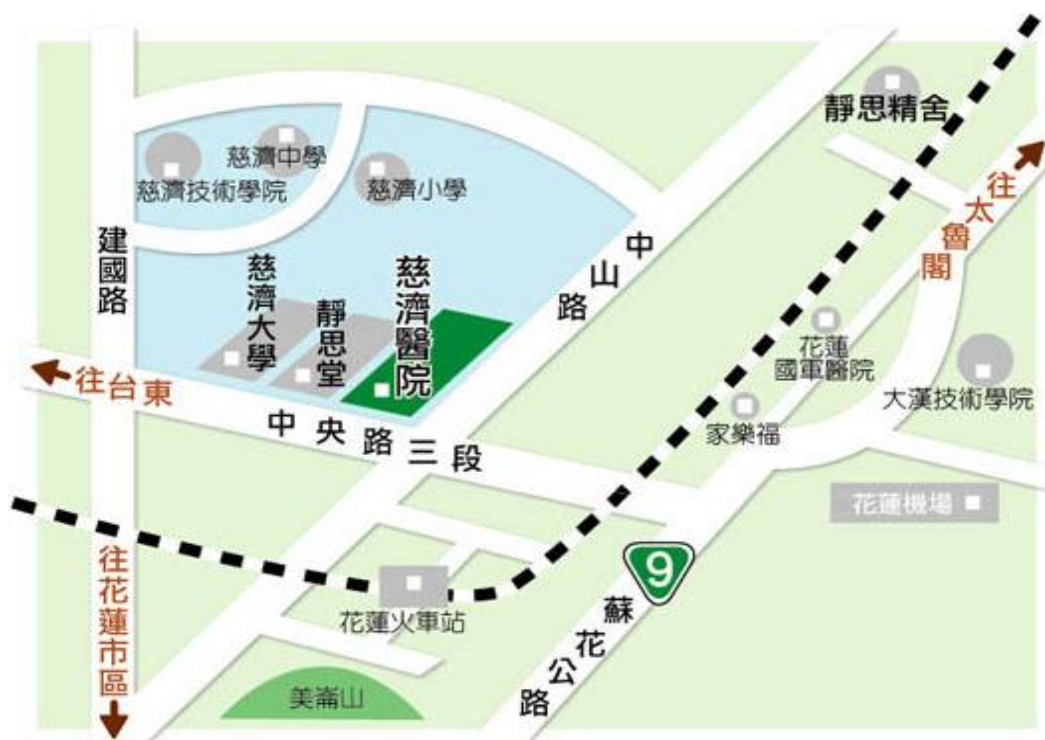 靜思精舍
慈濟中學
慈濟技術學院
慈濟小學
往太魯閣
建國路
中山路
慈濟大學
靜思堂
慈濟醫院
花蓮
國軍醫院
大漢技術學院
往台東
中央路三段
家樂福
花蓮機場
9
往花蓮市區
花蓮火車站
蘇花公路
美崙山